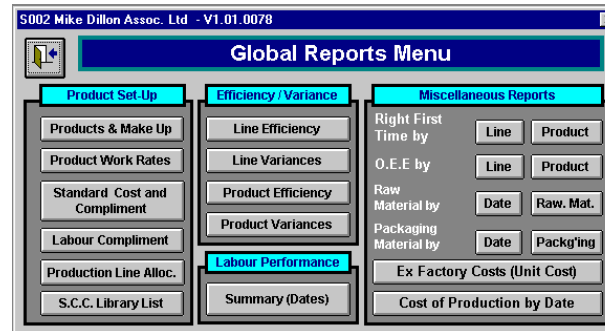 S002 Mike Dillon Assoc. Ltd - V1.01.0078
Global Reports Menu
Product Set-Up
Products & Make Up
Product Work Rates
Standard Cost and
Compliment
Labour Compliment
Production Line Alloc.
S.C.C. Library List
Efficiency / Variance
Line Efficiency
Line Variances
Product Efficiency
Product Variances
Labour Performance
Summary (Dates)
Miscellaneous Reports
Right First
Time by Line Product
O.E.E by Line Product
Raw
Material by Date Raw. Mat.
Packaging
Material by Date Packg'ing
Ex Factory Costs (Unit Cost)
Cost of Production by Date